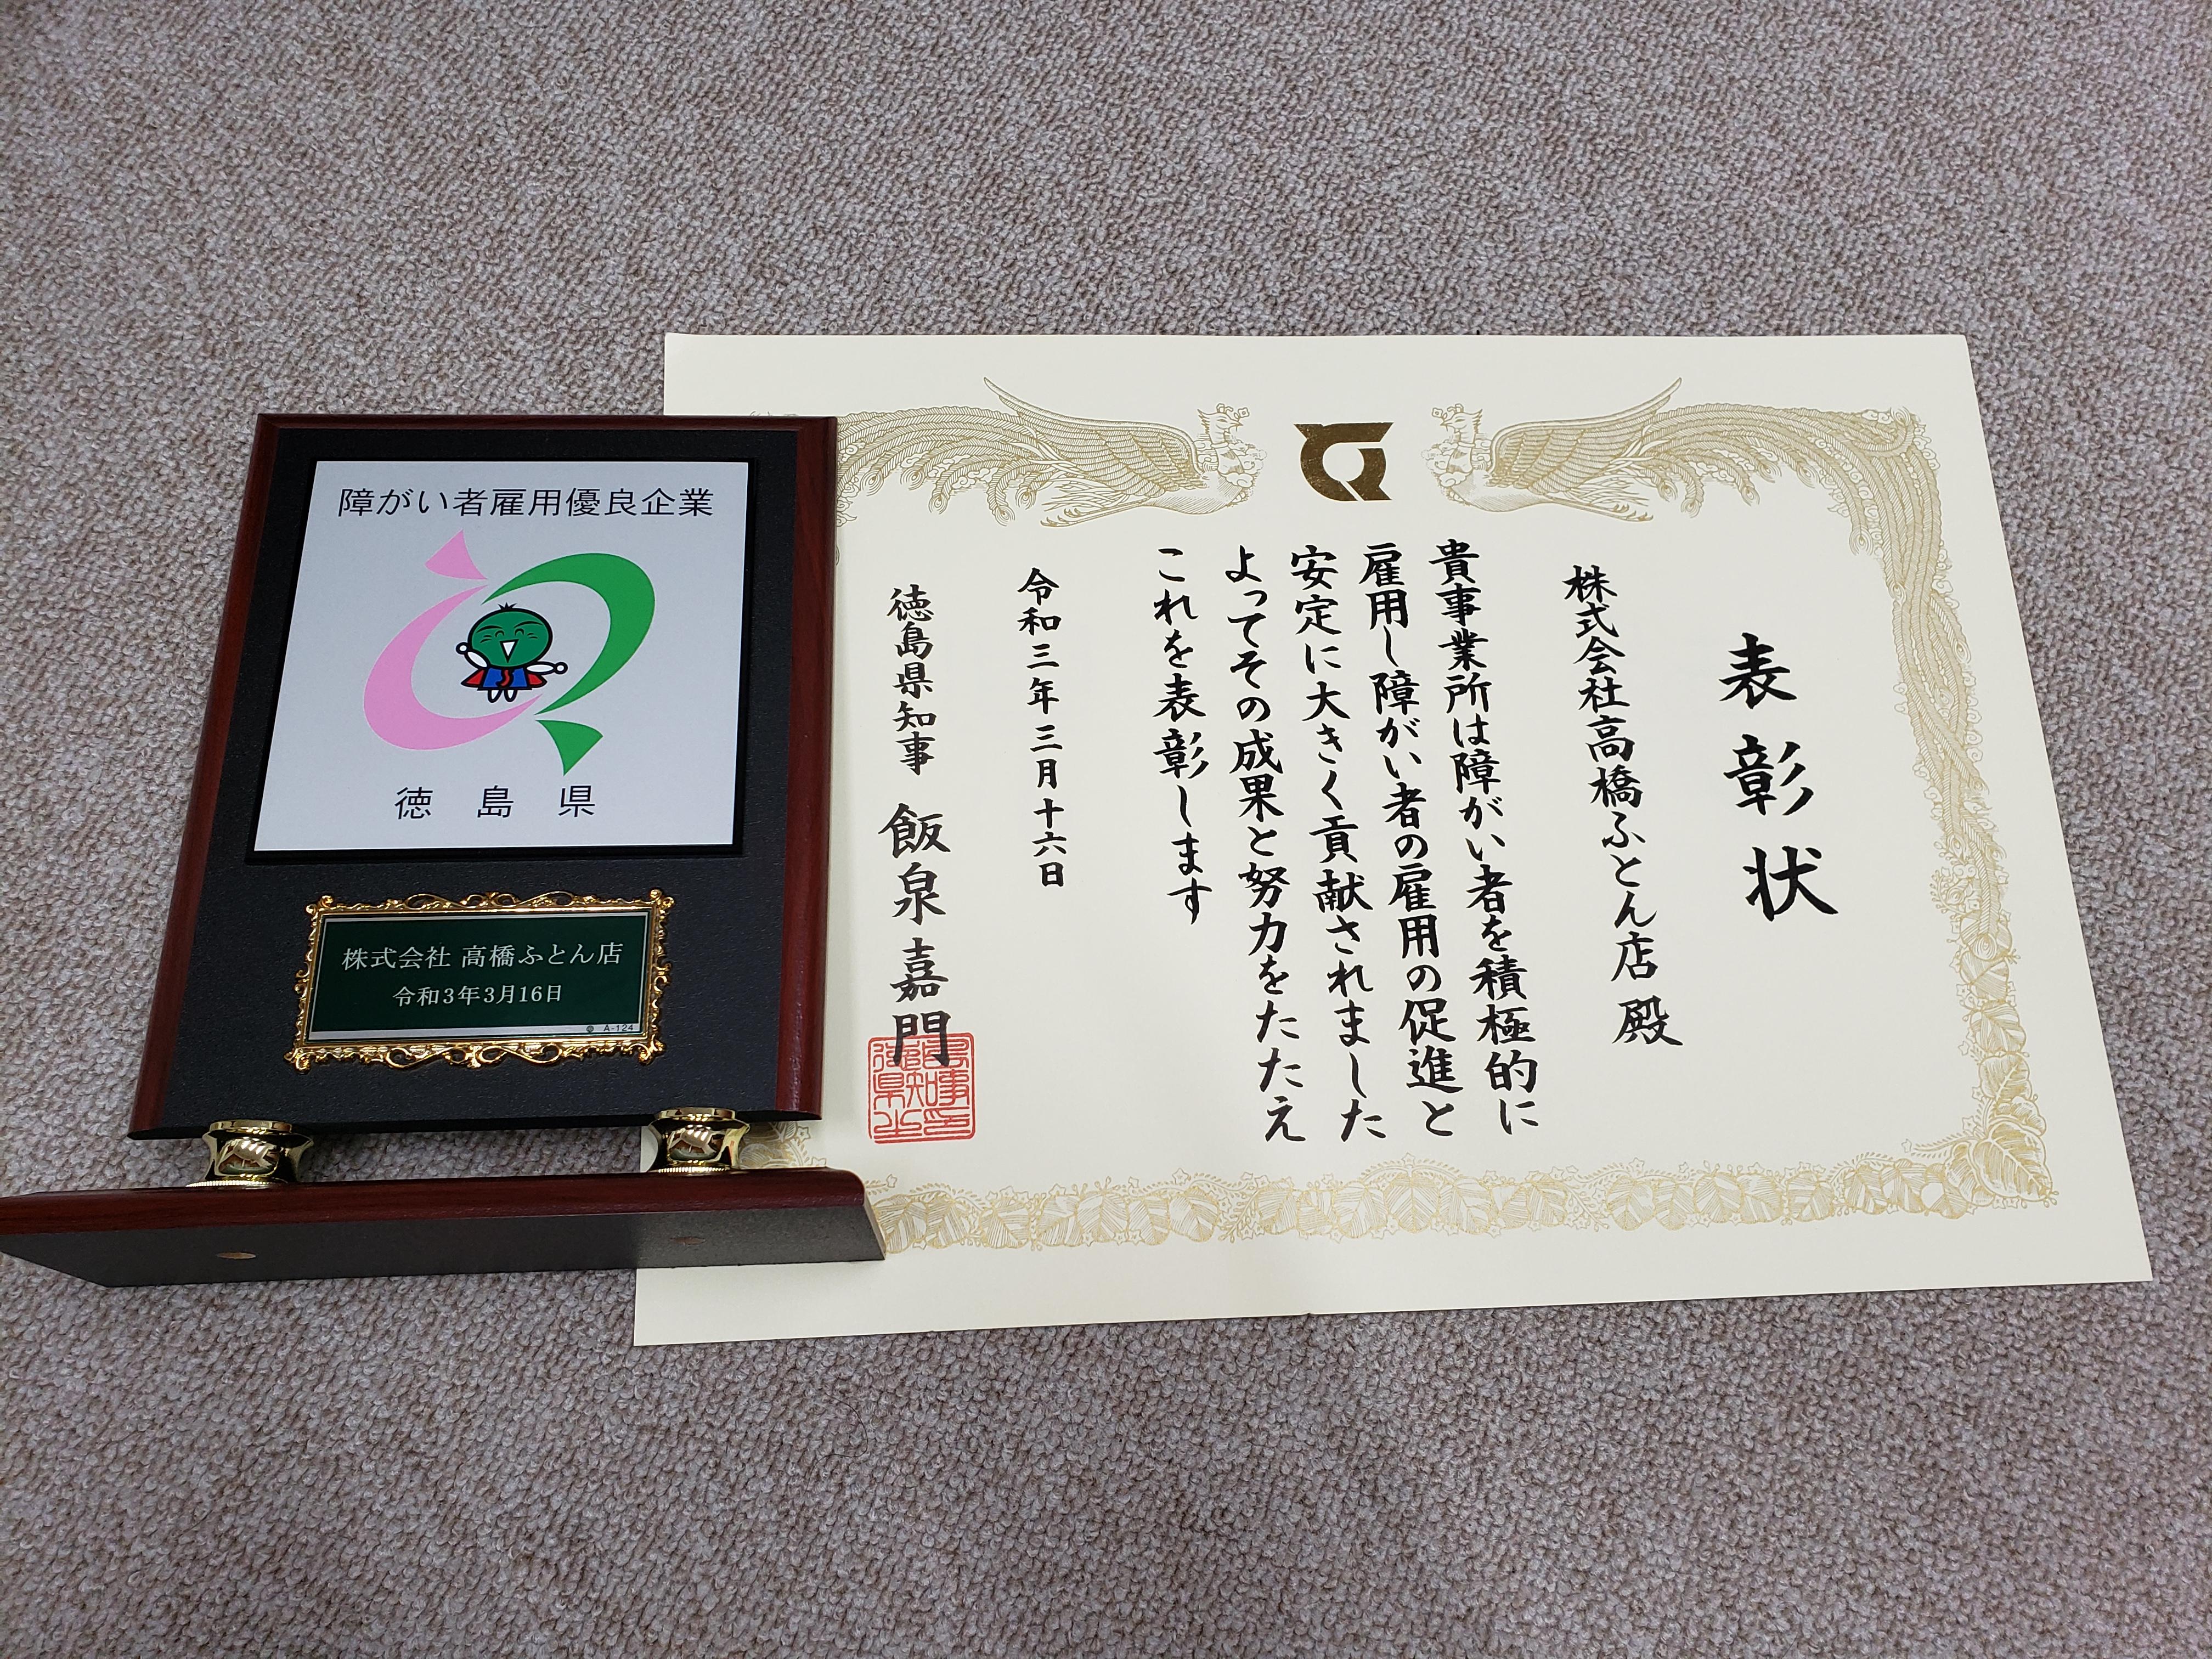 障がい者雇用優良企業
徳島県
株式会社 高橋ふとん店
令和3年3月16日
A-124
表彰状
株式会社高橋ふとん店 殿
貴事業所は障がい者を積極的に
雇用し障がい者の雇用の促進と
安定に大きく貢献されました
よってその成果と努力をたたえ
これを表彰します
令和三年三月十六日
徳島県知事 飯泉嘉門